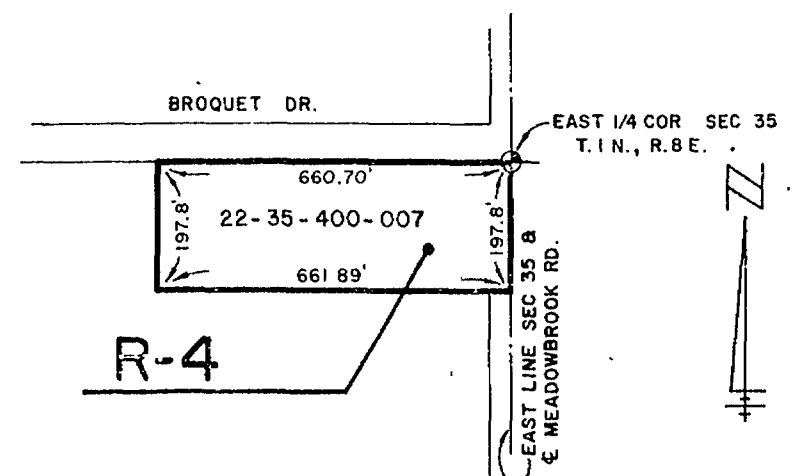 BROQUET DR.
EAST 1/4 COR SEC 35
T.1 N., R.8 E.
660.70'
197.8'
22-35-400-007
197.8'
661 89'
R-4
EAST LINE SEC 35 &
℄ MEADOWBROOK RD.
N